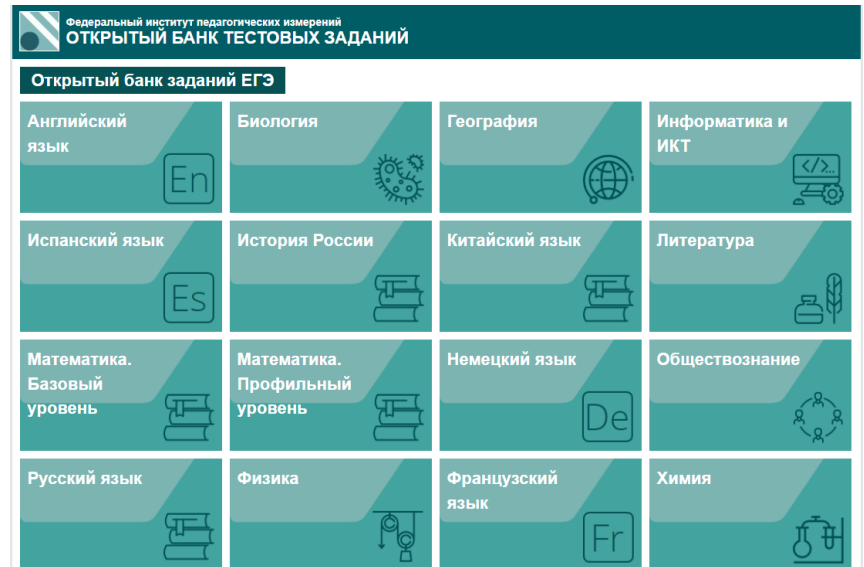 Федеральный институт педагогических измерений
ОТКРЫТЫЙ БАНК ТЕСТОВЫХ ЗАДАНИЙ
Открытый банк заданий ЕГЭ
Английский
язык
En
Биология
География
Информатика и
ИКТ
</>...
Испанский язык
Es
История России
Китайский язык
Литература
Математика.
Базовый
уровень
Математика.
Профильный
уровень
Немецкий язык
De
Обществознание
Русский язык
Физика
Французский
язык
Fr
Химия